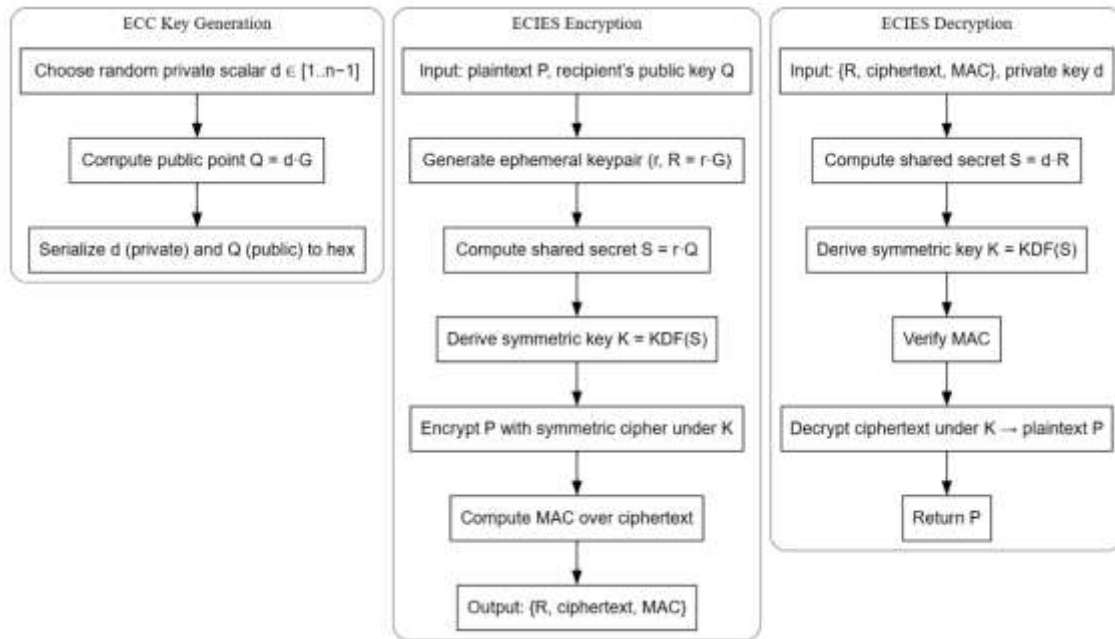 ECC Key Generation
Choose random private scalar d ∈ [1..n−1]
Compute public point Q = d·G
Serialize d (private) and Q (public) to hex
ECIES Encryption
Input: plaintext P, recipient's public key Q
Generate ephemeral keypair (r, R = r·G)
Compute shared secret S = r·Q
Derive symmetric key K = KDF(S)
Encrypt P with symmetric cipher under K
Compute MAC over ciphertext
Output: {R, ciphertext, MAC}
ECIES Decryption
Input: {R, ciphertext, MAC}, private key d
Compute shared secret S = d·R
Derive symmetric key K = KDF(S)
Verify MAC
Decrypt ciphertext under K → plaintext P
Return P